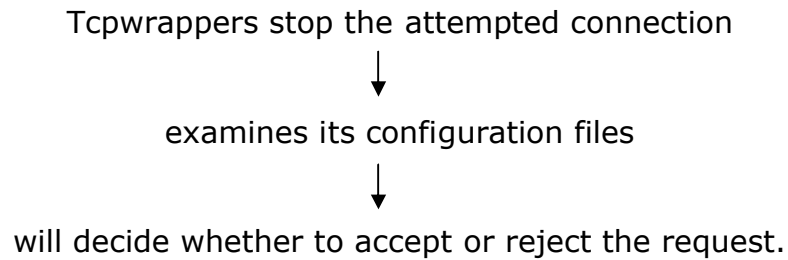 Tcpwrappers stop the attempted connection
examines its configuration files
will decide whether to accept or reject the request.